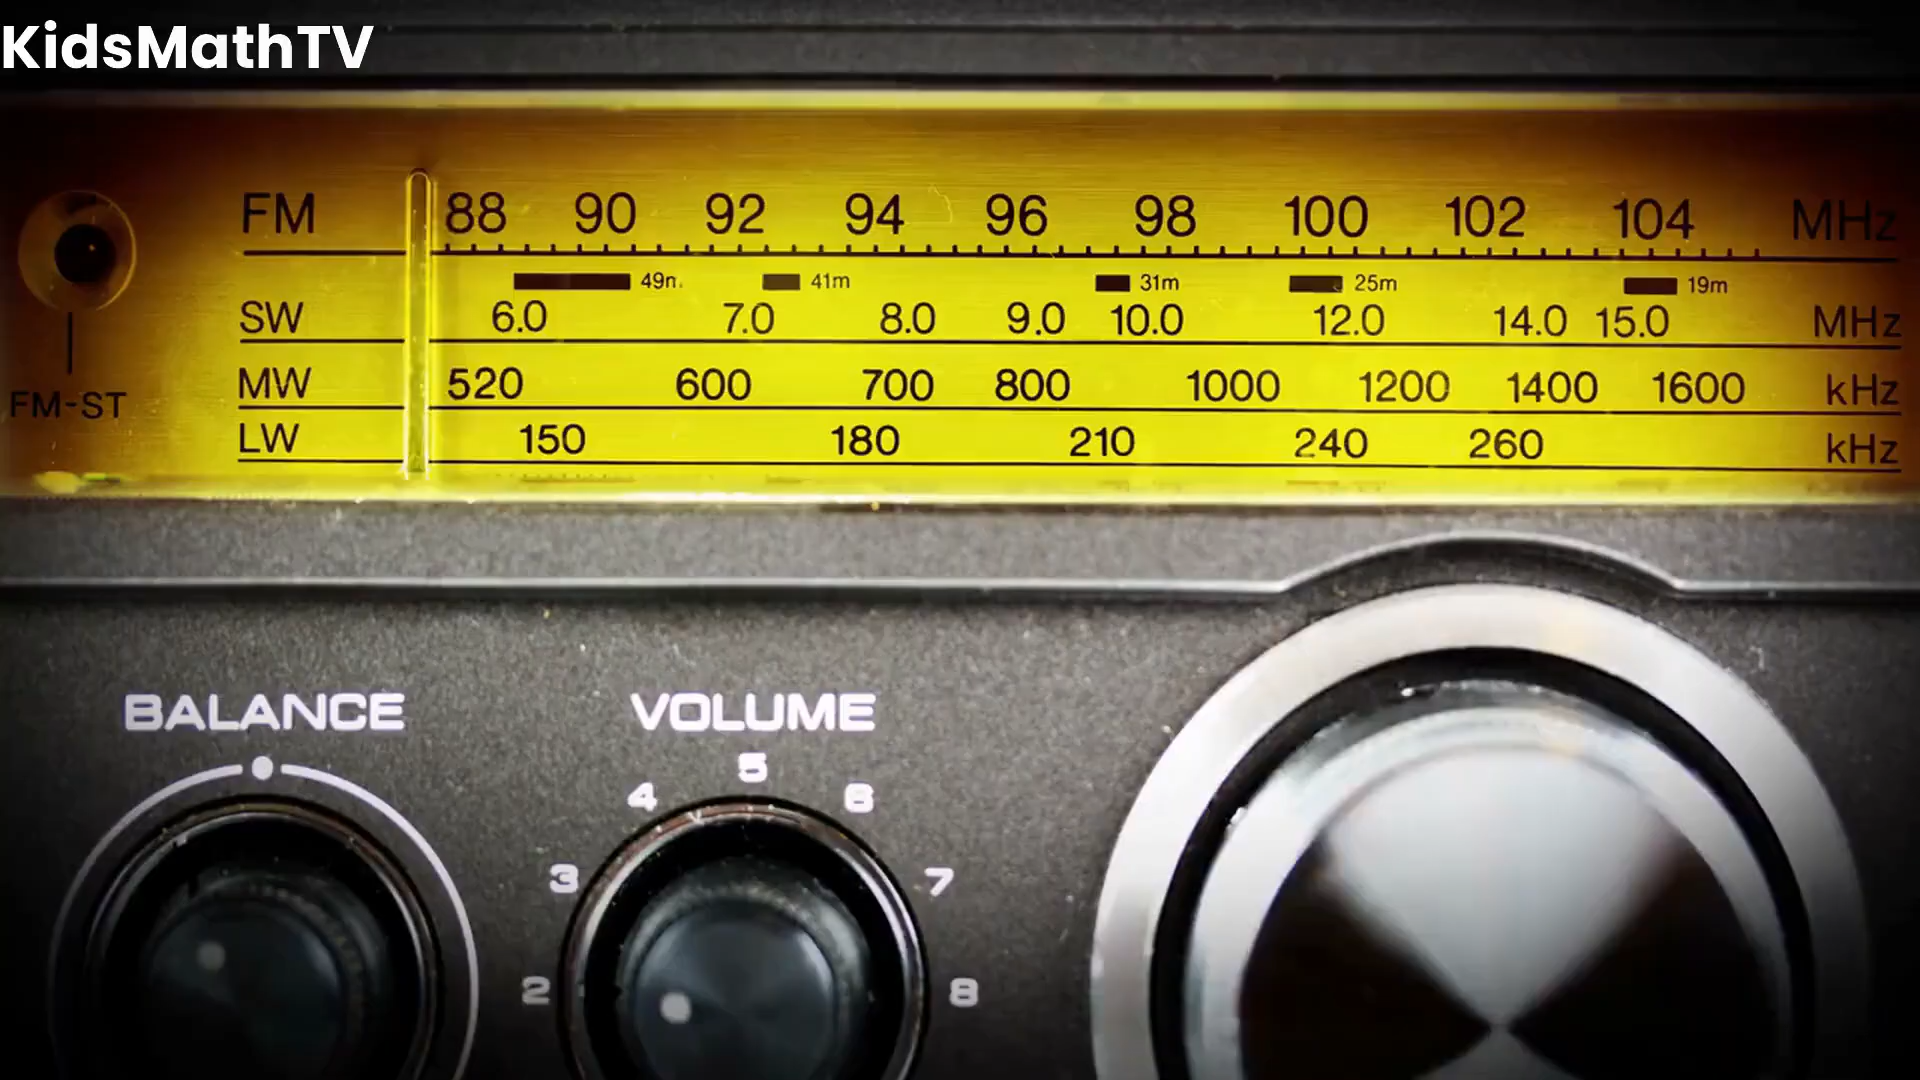 KidsMathTV
FM 88 90 92 94 96 98 100 102 104 MHz
49m 41m 31m 25m 19m
SW 6.0 7.0 8.0 9.0 10.0 12.0 14.0 15.0 MHz
MW 520 600 700 800 1000 1200 1400 1600 kHz
FM-ST
LW 150 180 210 240 260 kHz
BALANCE VOLUME
5
4 6
3 7
2 8